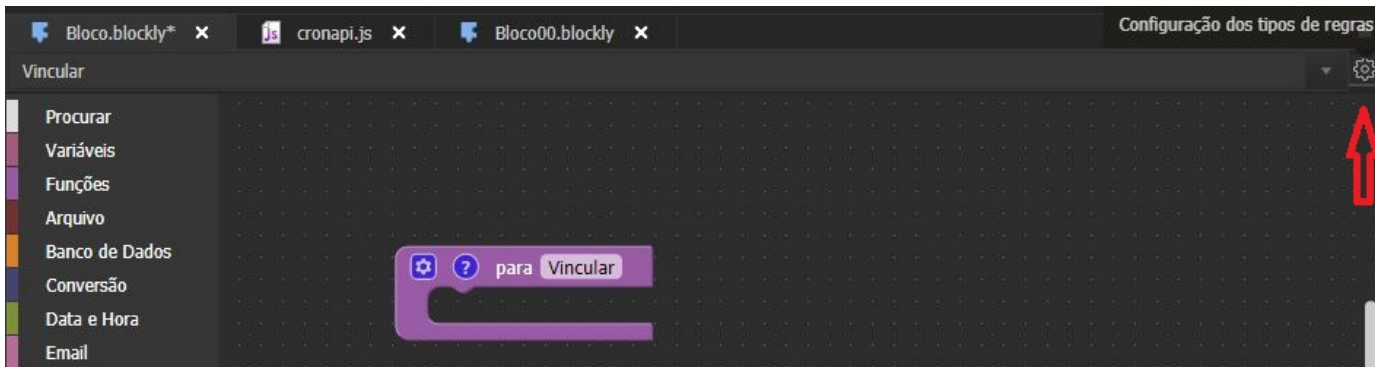 Bloco.blockly*
js cronapi.js
Bloco00.blockly
Configuração dos tipos de regras
Vincular
Procurar
Variáveis
Funções
Arquivo
Banco de Dados
Conversão
Data e Hora
Email
? para Vincular